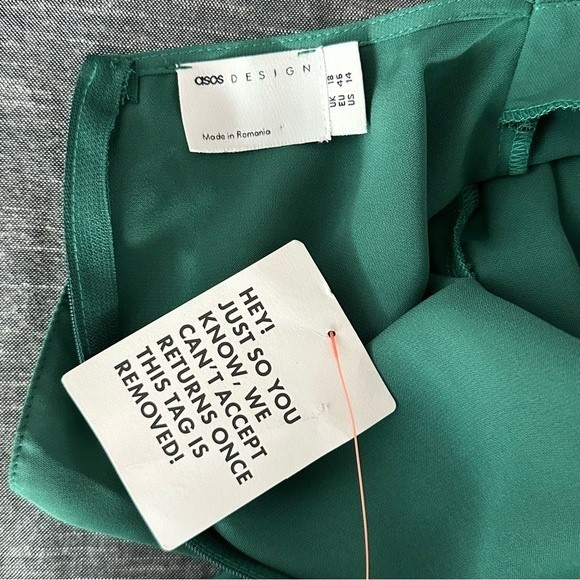 asos DESIGN
Made in Romania
UK 18
EU 46
US 14
HEY!
JUST SO YOU
KNOW, WE
CAN'T ACCEPT
RETURNS ONCE
THIS TAG IS
REMOVED!